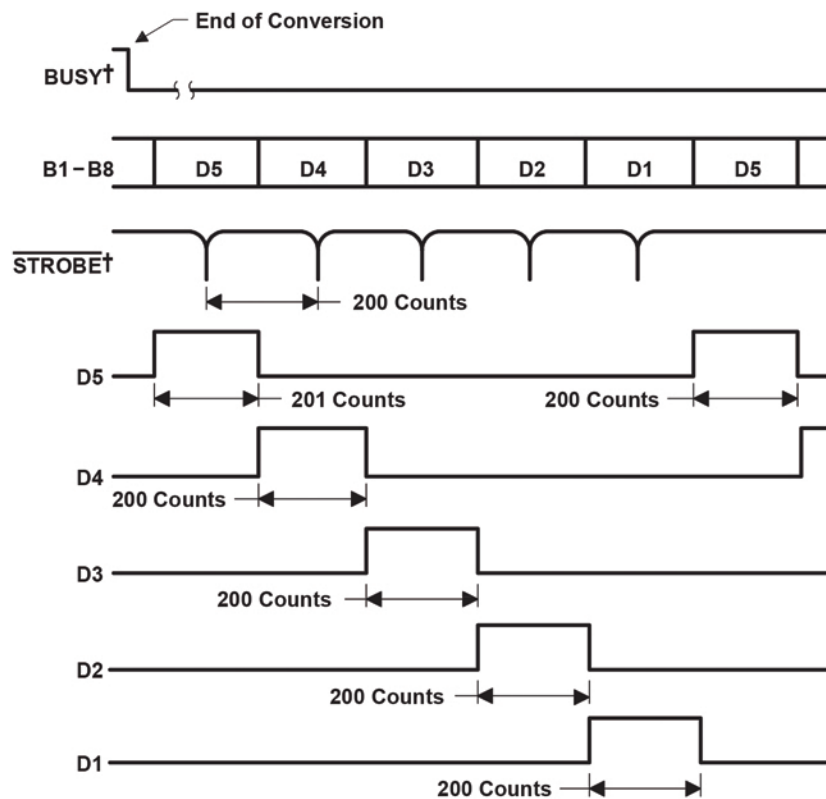 End of Conversion
BUSY†
B1–B8 D5 D4 D3 D2 D1 D5
STROBE†
200 Counts
D5
201 Counts 200 Counts
D4
200 Counts
D3
200 Counts
D2
200 Counts
D1
200 Counts